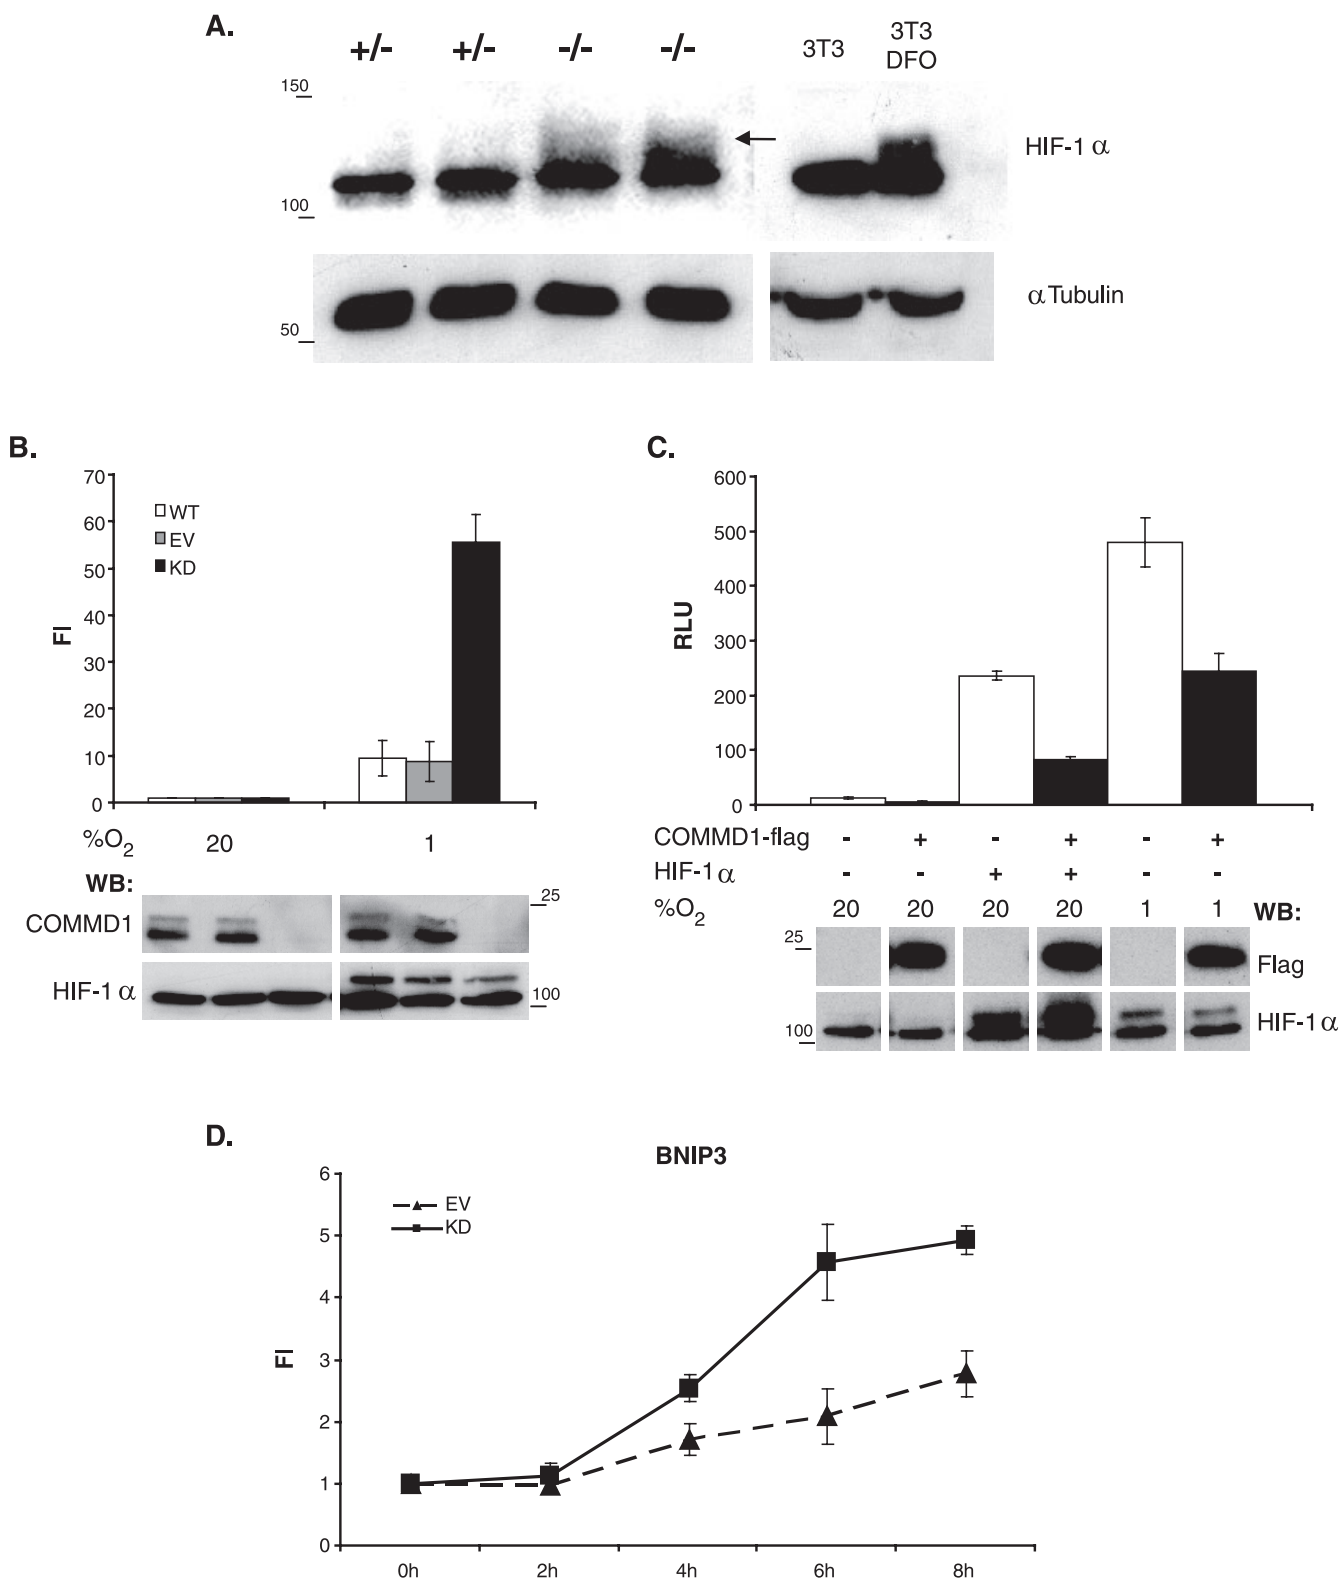 A.
+/- +/- -/- -/- 3T3 3T3 DFO
150
HIF-1 α
100
α Tubulin
50
B.
70
60
50
40
30
20
10
0
FI
WT
EV
KD
%O2 20 1
WB:
COMMD1
25
HIF-1 α
100
C.
600
500
400
300
200
100
0
RLU
COMMD1-flag - + - + - +
HIF-1 α - - + + - -
%O2 20 20 20 20 1 1 WB:
25
Flag
100
HIF-1 α
D.
BNIP3
6
5
4
3
2
1
0
FI
EV
KD
0h 2h 4h 6h 8h